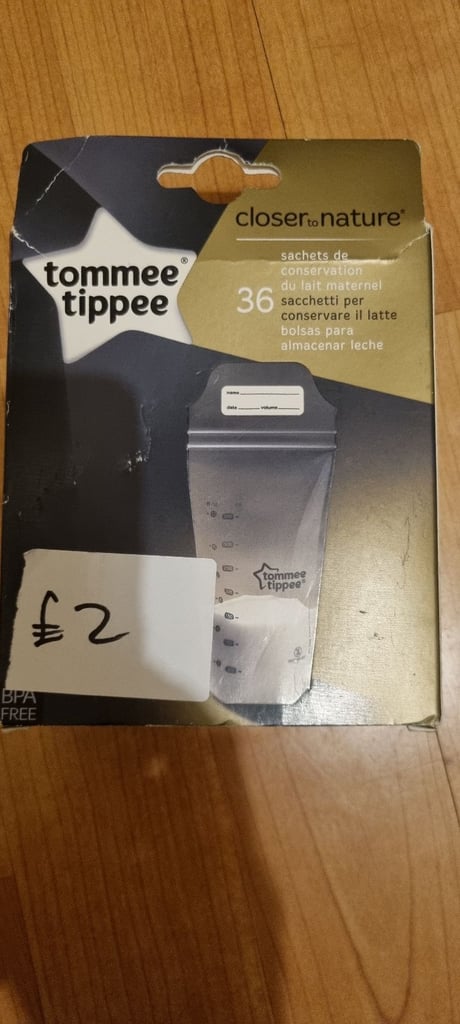 closer to nature®
tommee
tippee®
36
sachets de
conservation
du lait maternel
sacchetti per
conservare il latte
bolsas para
almacenar leche
name
date volume
tommee
tippee®
£2
BPA
FREE